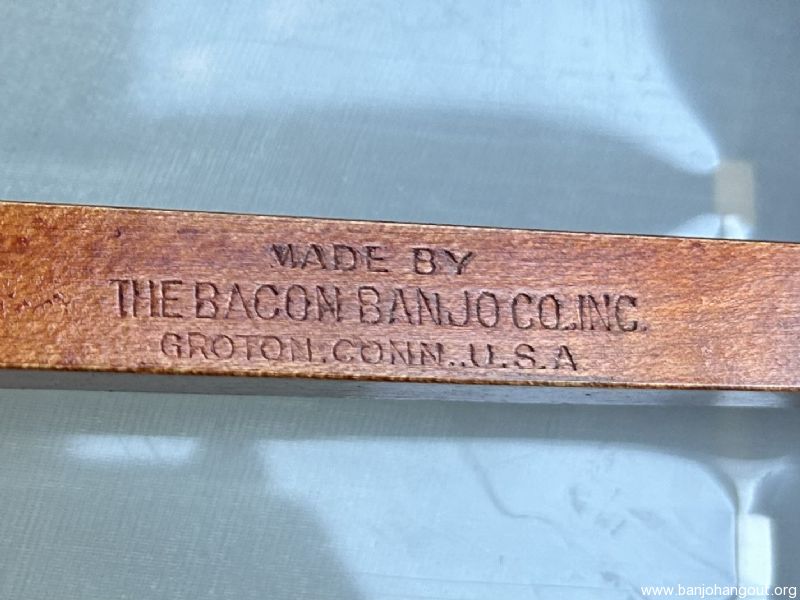 MADE BY
THE BACON BANJO CO., INC.
GROTON, CONN., U.S.A
www.banjohangout.org